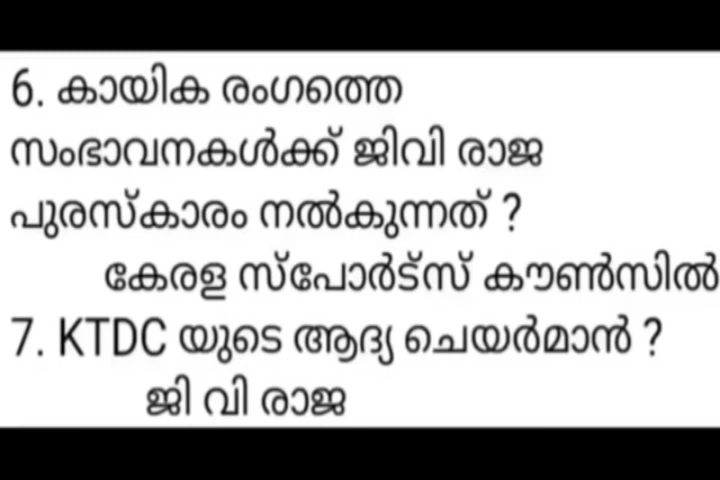 6. കായിക രംഗത്തെ
സംഭാവനകൾക്ക് ജിവി രാജ
പുരസ്കാരം നൽകുന്നത് ?
കേരള സ്പോർട്സ് കൗൺസിൽ
7. KTDC യുടെ ആദ്യ ചെയർമാൻ ?
ജി വി രാജ